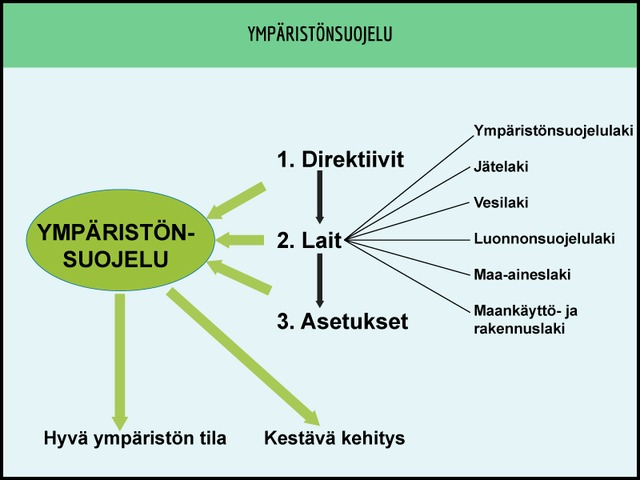 YMPÄRISTÖNSUOJELU
Ympäristönsuojelulaki
1. Direktiivit
Jätelaki
Vesilaki
YMPÄRISTÖN-
SUOJELU
2. Lait
Luonnonsuojelulaki
Maa-aineslaki
3. Asetukset
Maankäyttö- ja
rakennuslaki
Hyvä ympäristön tila
Kestävä kehitys